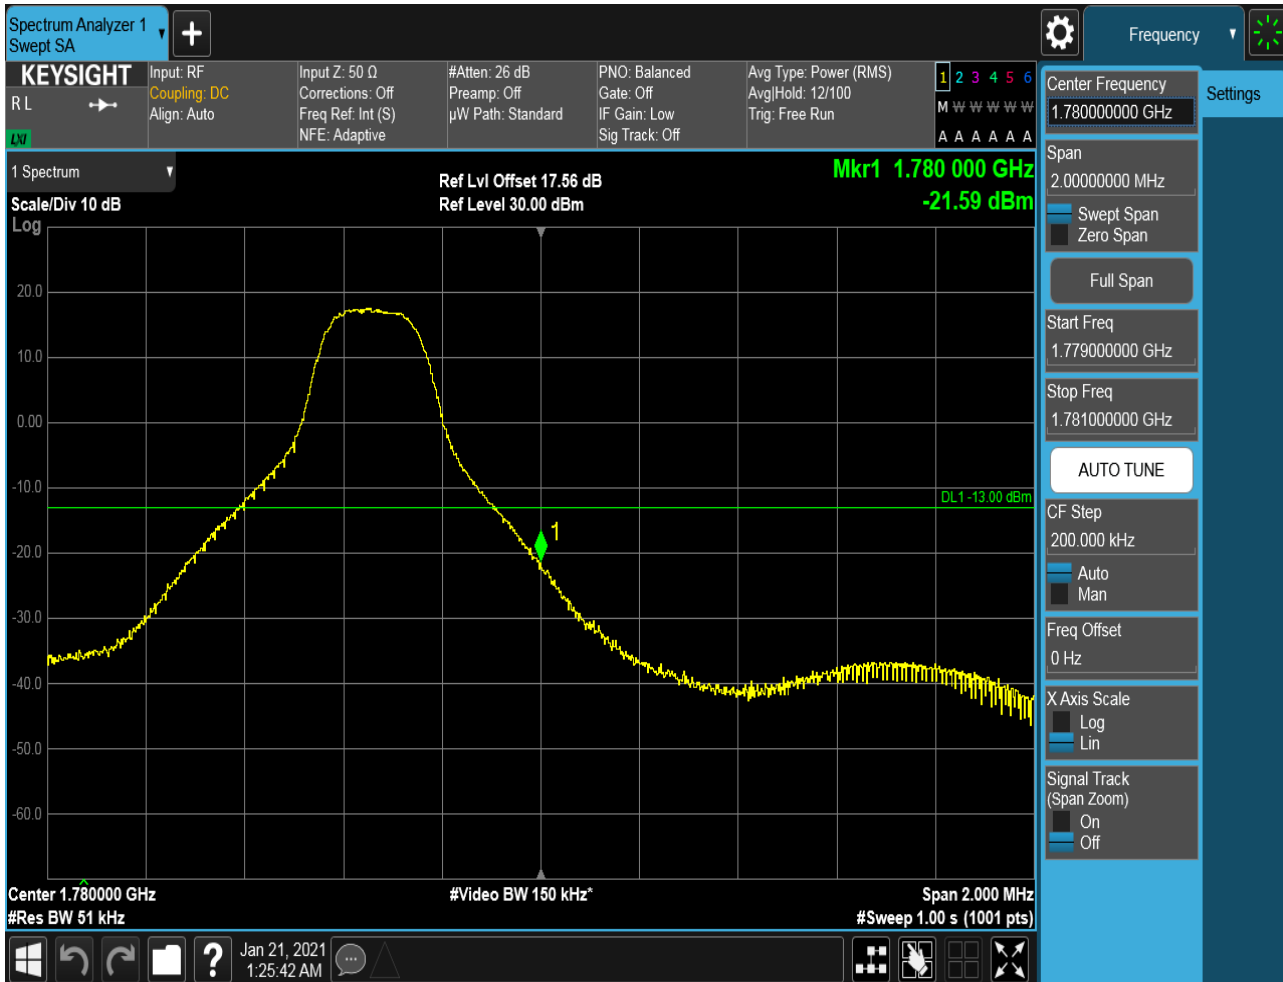 Spectrum Analyzer 1
Swept SA
Frequency
KEYSIGHT
R L
LXI
Input: RF
Coupling: DC
Align: Auto
Input Z: 50 Ω
Corrections: Off
Freq Ref: Int (S)
NFE: Adaptive
#Atten: 26 dB
Preamp: Off
µW Path: Standard
PNO: Balanced
Gate: Off
IF Gain: Low
Sig Track: Off
Avg Type: Power (RMS)
Avg|Hold: 12/100
Trig: Free Run
1 2 3 4 5 6
M W W W W W
A A A A A A
1 Spectrum
Scale/Div 10 dB
Log
Ref Lvl Offset 17.56 dB
Ref Level 30.00 dBm
Mkr1 1.780 000 GHz
-21.59 dBm
20.0
10.0
0.00
-10.0
-20.0
-30.0
-40.0
-50.0
-60.0
DL1 -13.00 dBm
1
Center 1.780000 GHz
#Res BW 51 kHz
#Video BW 150 kHz*
Span 2.000 MHz
#Sweep 1.00 s (1001 pts)
Jan 21, 2021
1:25:42 AM
Center Frequency
1.780000000 GHz
Settings
Span
2.00000000 MHz
Swept Span
Zero Span
Full Span
Start Freq
1.779000000 GHz
Stop Freq
1.781000000 GHz
AUTO TUNE
CF Step
200.000 kHz
Auto
Man
Freq Offset
0 Hz
X Axis Scale
Log
Lin
Signal Track
(Span Zoom)
On
Off